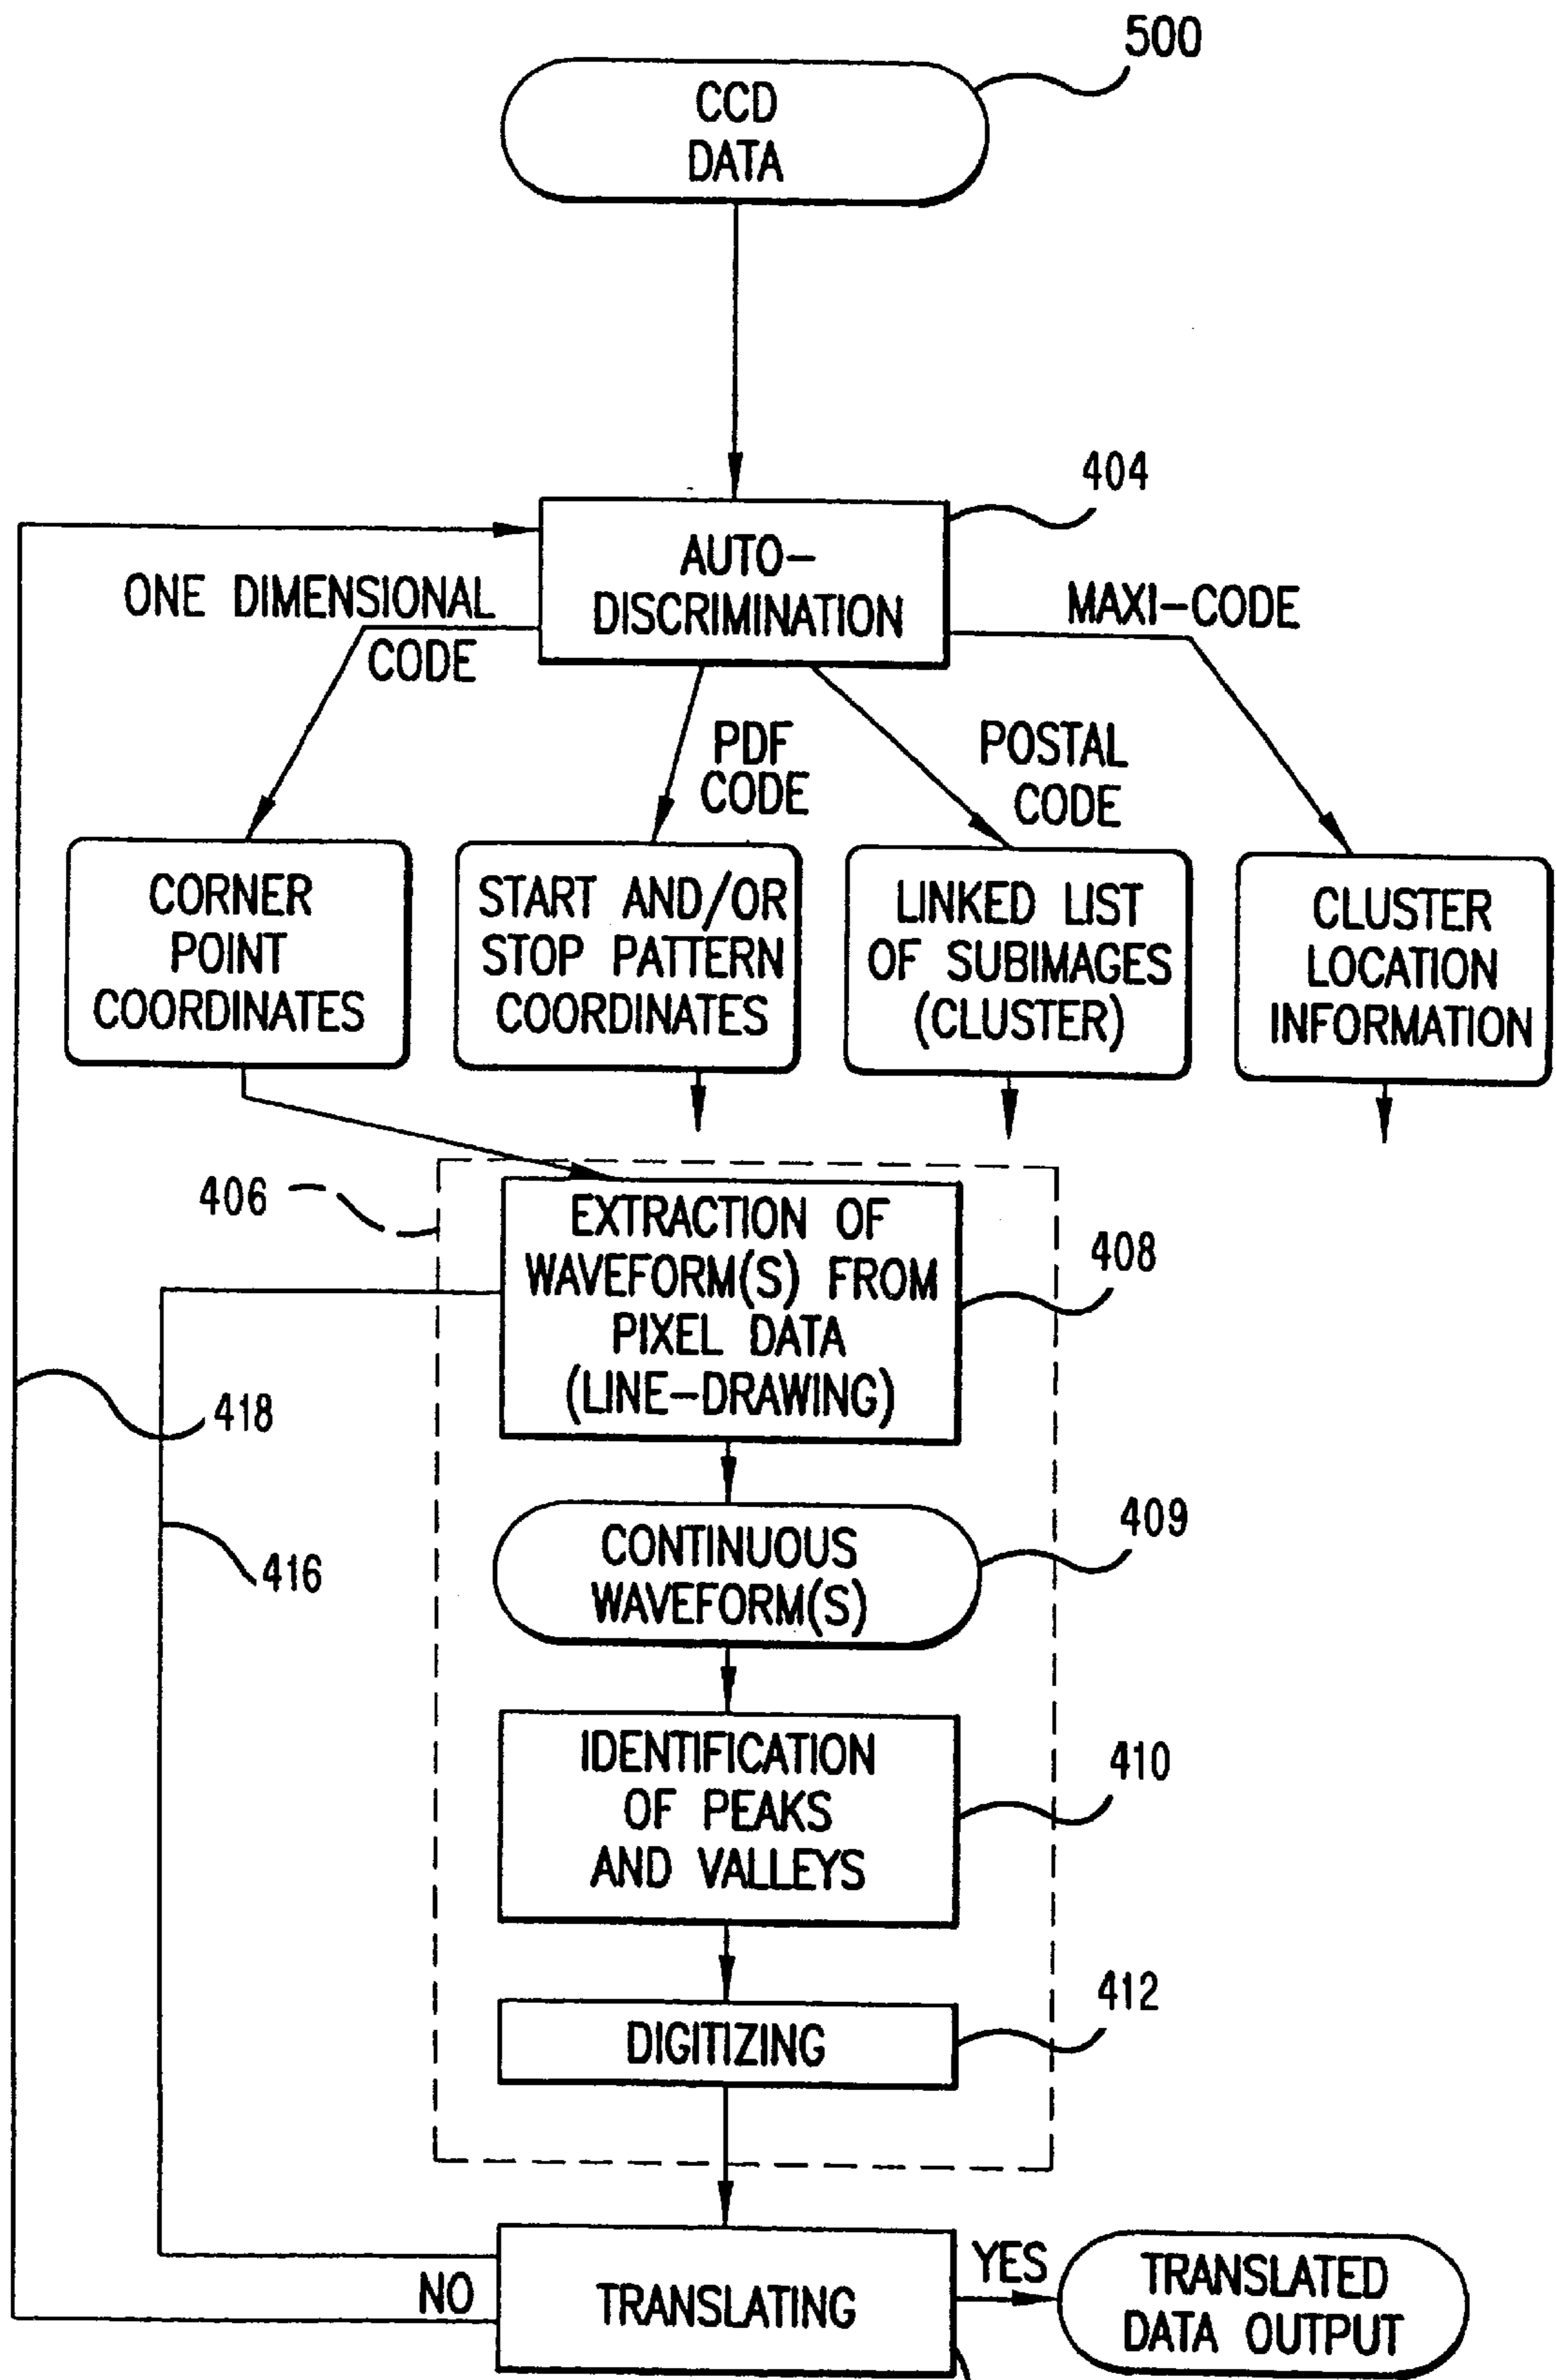 500
CCD
DATA
404
AUTO-
DISCRIMINATION
ONE DIMENSIONAL
CODE
MAXI-CODE
PDF
CODE
POSTAL
CODE
CORNER
POINT
COORDINATES
START AND/OR
STOP PATTERN
COORDINATES
LINKED LIST
OF SUBIMAGES
(CLUSTER)
CLUSTER
LOCATION
INFORMATION
406
EXTRACTION OF
WAVEFORM(S) FROM
PIXEL DATA
(LINE-DRAWING)
408
418
416
CONTINUOUS
WAVEFORM(S)
409
IDENTIFICATION
OF PEAKS
AND VALLEYS
410
DIGITIZING
412
NO
TRANSLATING
YES
TRANSLATED
DATA OUTPUT